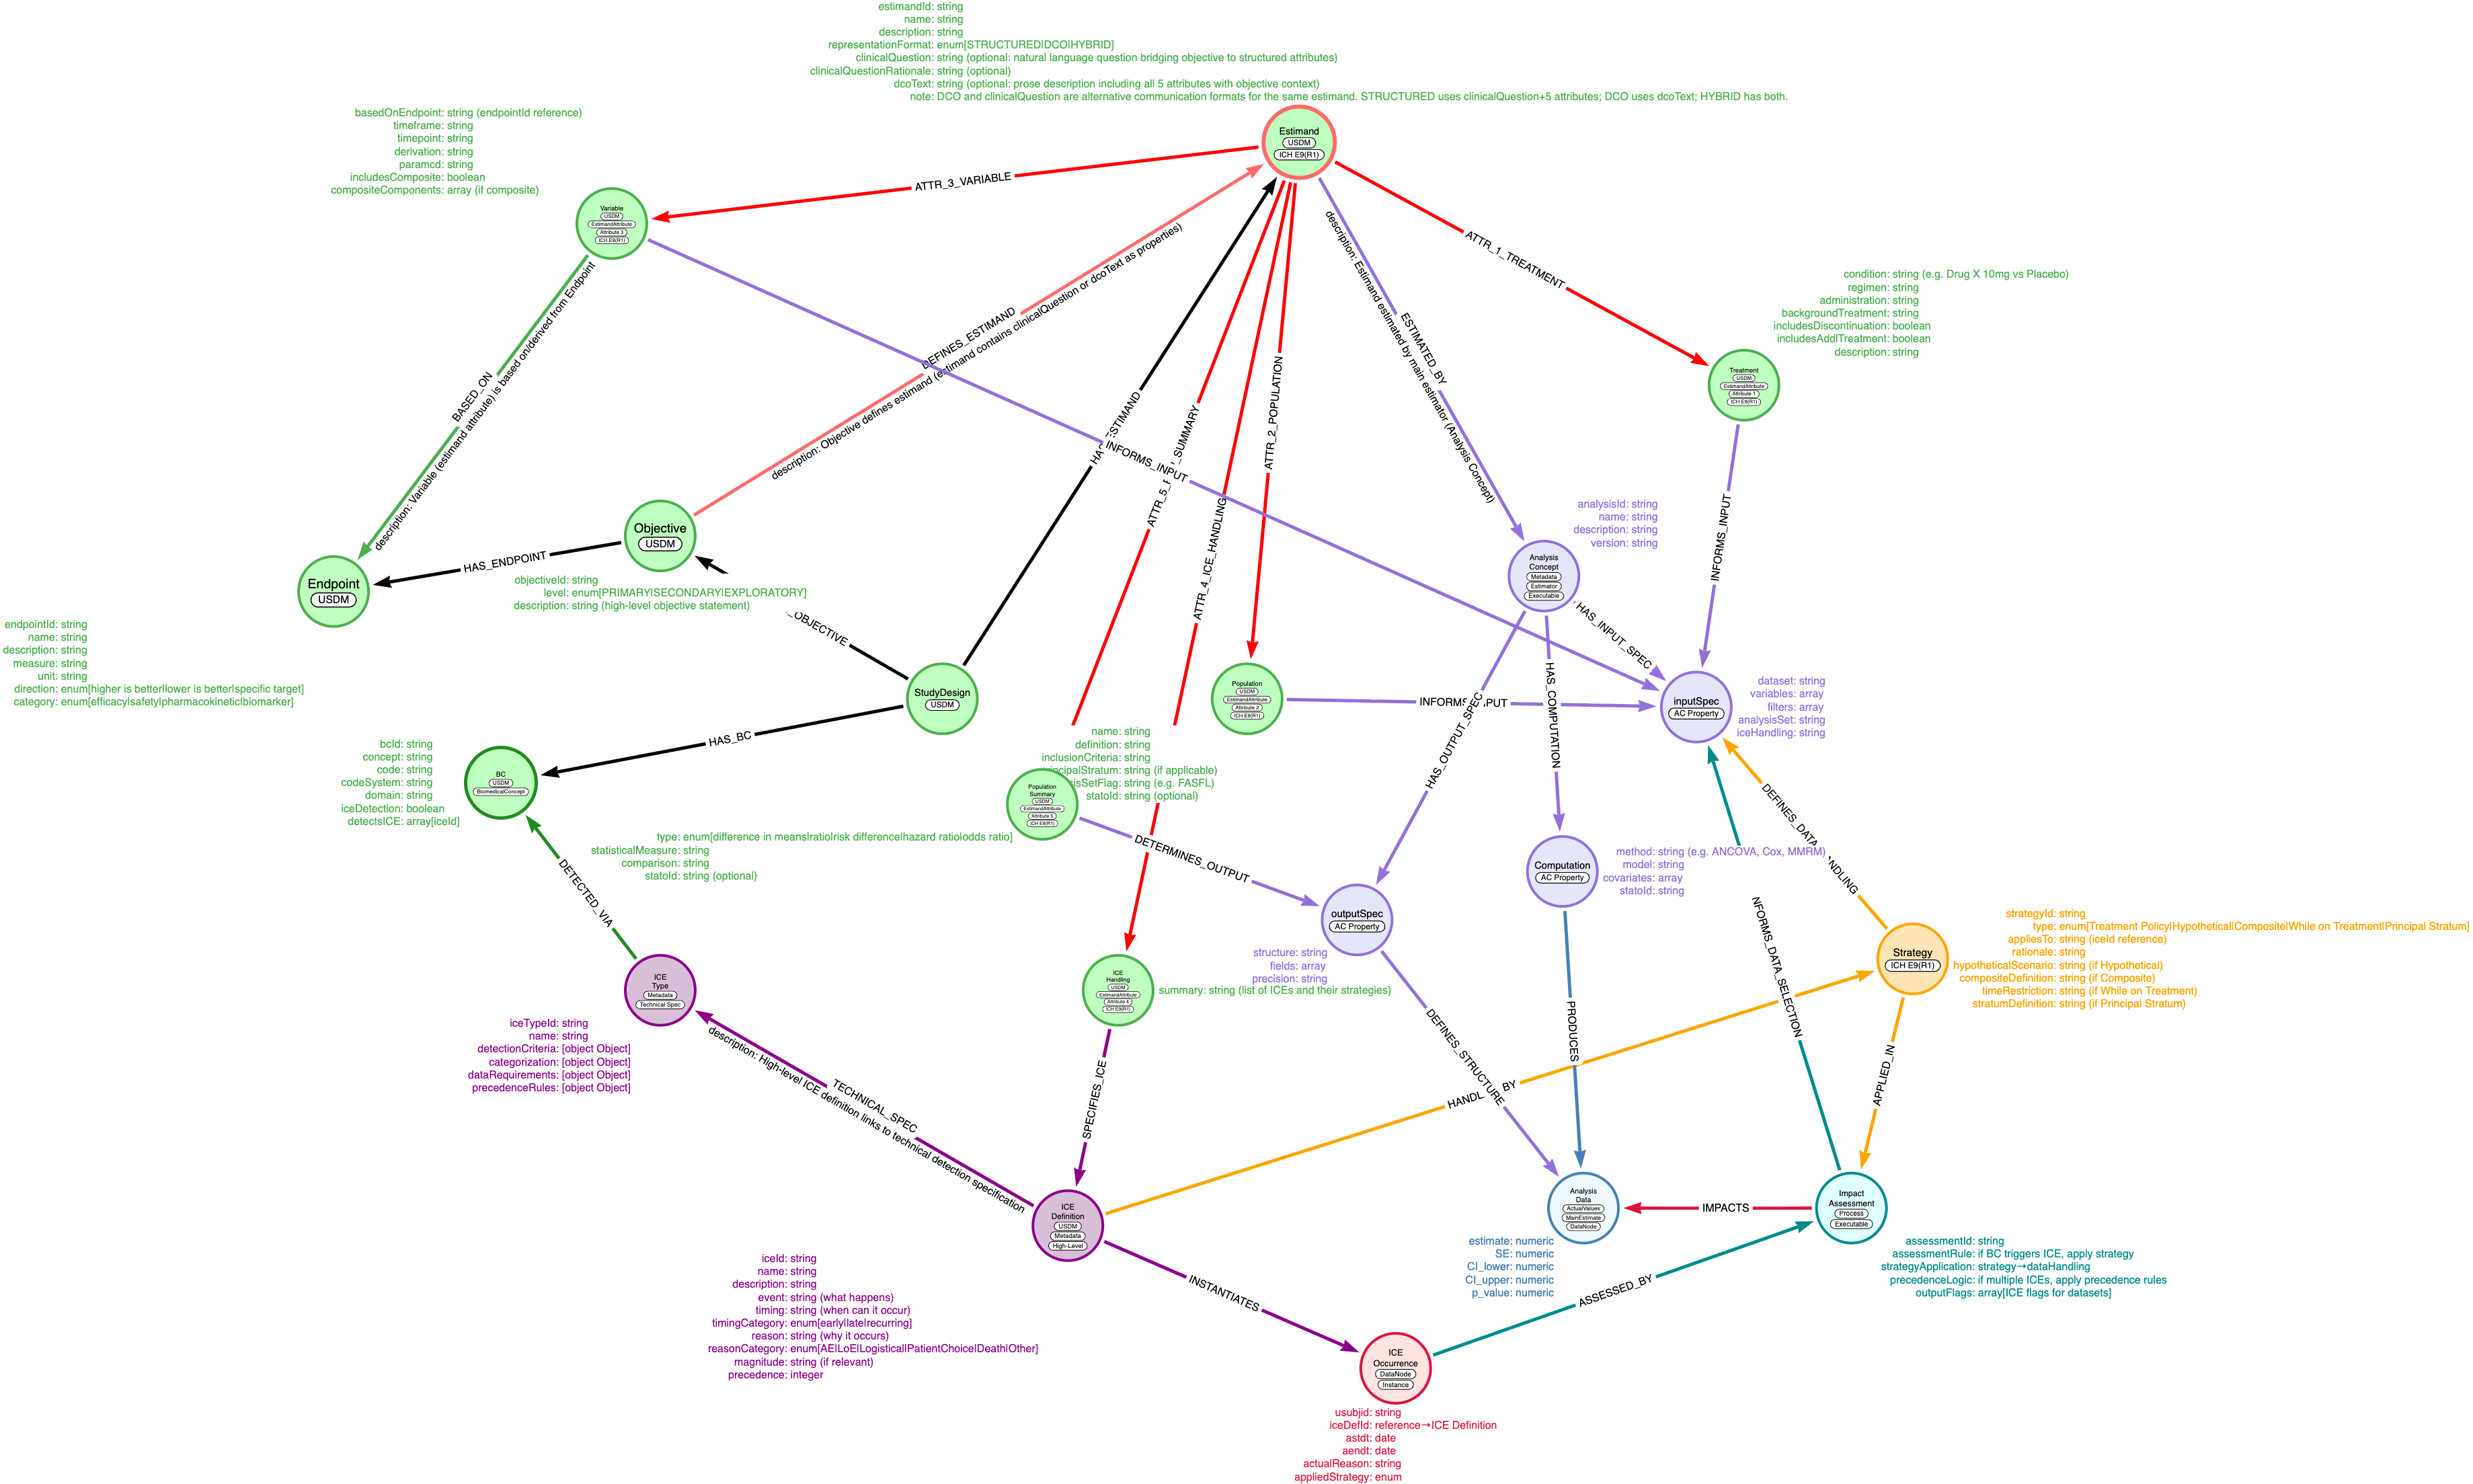 estimandId: string
name: string
description: string
representationFormat: enum[STRUCTURED|DCO|HYBRID]
clinicalQuestion: string (optional: natural language question bridging objective to structured attributes)
clinicalQuestionRationale: string (optional)
dcoText: string (optional: prose description including all 5 attributes with objective context)
note: DCO and clinicalQuestion are alternative communication formats for the same estimand. STRUCTURED uses clinicalQuestion+5 attributes; DCO uses dcoText; HYBRID has both.
Estimand
USDM
ICH E9(R1)
basedOnEndpoint: string (endpointId reference)
timeframe: string
timepoint: string
derivation: string
paramcd: string
includesComposite: boolean
compositeComponents: array (if composite)
Variable
USDM
EstimandAttribute
Attribute 3
ICH E9(R1)
ATTR_3_VARIABLE
ATTR_1_TREATMENT
condition: string (e.g. Drug X 10mg vs Placebo)
regimen: string
administration: string
backgroundTreatment: string
includesDiscontinuation: boolean
includesAddlTreatment: boolean
description: string
Treatment
USDM
EstimandAttribute
Attribute 1
ICH E9(R1)
DEFINES_ESTIMAND
description: Objective defines estimand (estimand contains clinicalQuestion or dcoText as properties)
BASED_ON
description: Variable (estimand attribute) is based on/derived from Endpoint
ESTIMATED_BY
description: Estimand estimated by main estimator (Analysis Concept)
HA ESTIMAND
ATTR_5_ SUMMARY
ATTR_2_POPULATION
ATTR_4_ICE_HANDLING
INFORMS_INPUT
INFORMS_INPUT
Objective
USDM
HAS_ENDPOINT
Endpoint
USDM
objectiveId: string
level: enum[PRIMARY|SECONDARY|EXPLORATORY]
description: string (high-level objective statement)
_OBJECTIVE
endpointId: string
name: string
description: string
measure: string
unit: string
direction: enum[higher is better|lower is better|specific target]
category: enum[efficacy|safety|pharmacokinetic|biomarker]
StudyDesign
USDM
HAS_BC
analysisId: string
name: string
description: string
version: string
Analysis
Concept
Metadata
Estimator
Executable
HAS_INPUT_SPEC
HAS_COMPUTATION
HAS_OUTPUT_SPEC
Population
USDM
EstimandAttribute
Attribute 2
ICH E9(R1)
INFORMS PUT
inputSpec
AC Property
dataset: string
variables: array
filters: array
analysisSet: string
iceHandling: string
bcId: string
concept: string
code: string
codeSystem: string
domain: string
iceDetection: boolean
detectsICE: array[iceId]
BC
USDM
BiomedicalConcept
name: string
definition: string
inclusionCriteria: string
ncipalStratum: string (if applicable)
sisSetFlag: string (e.g. FASFL)
statoId: string (optional)
Population
Summary
USDM
EstimandAttribute
Attribute 5
ICH E9(R1)
type: enum[difference in means|ratio|risk difference|hazard ratio|odds ratio]
statisticalMeasure: string
comparison: string
statoId: string (optional)
DETERMINES_OUTPUT
DETECTED_VIA
Computation
AC Property
method: string (e.g. ANCOVA, Cox, MMRM)
model: string
covariates: array
statoId: string
DEFINES_DATA NDLING
outputSpec
AC Property
structure: string
fields: array
precision: string
ICE
Handling
USDM
EstimandAttribute
Attribute 4
ICH E9(R1)
summary: string (list of ICEs and their strategies)
Strategy
ICH E9(R1)
strategyId: string
type: enum[Treatment Policy|Hypothetical|Composite|While on Treatment|Principal Stratum]
appliesTo: string (iceId reference)
rationale: string
hypotheticalScenario: string (if Hypothetical)
compositeDefinition: string (if Composite)
timeRestriction: string (if While on Treatment)
stratumDefinition: string (if Principal Stratum)
NFORMS_DATA_SELECTION
ICE
Type
Metadata
Technical Spec
iceTypeId: string
name: string
detectionCriteria: [object Object]
categorization: [object Object]
dataRequirements: [object Object]
precedenceRules: [object Object]
TECHNICAL_SPEC
description: High-level ICE definition links to technical detection specification
SPECIFIES_ICE
DEFINES_STRUCTURE
PRODUCES
HANDL BY
APPLIED_IN
ICE
Definition
USDM
Metadata
High-Level
iceId: string
name: string
description: string
event: string (what happens)
timing: string (when can it occur)
timingCategory: enum[early|late|recurring]
reason: string (why it occurs)
reasonCategory: enum[AE|LoE|Logistical|PatientChoice|Death|Other]
magnitude: string (if relevant)
precedence: integer
INSTANTIATES
Analysis
Data
ActualValues
MainEstimate
DataNode
estimate: numeric
SE: numeric
CI_lower: numeric
CI_upper: numeric
p_value: numeric
IMPACTS
Impact
Assessment
Process
Executable
assessmentId: string
assessmentRule: if BC triggers ICE, apply strategy
strategyApplication: strategy→dataHandling
precedenceLogic: if multiple ICEs, apply precedence rules
outputFlags: array[ICE flags for datasets]
ASSESSED_BY
ICE
Occurrence
DataNode
Instance
usubjid: string
iceDefId: reference→ICE Definition
astdt: date
aendt: date
actualReason: string
appliedStrategy: enum